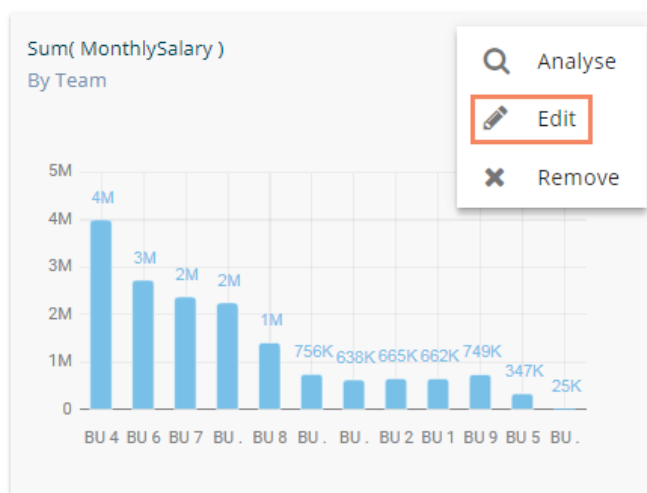 Sum( MonthlySalary )
By Team
Analyse
Edit
Remove
5M
4M
3M
2M
1M
0
4M
3M
2M
2M
1M
756K
638K
665K
662K
749K
347K
25K
BU 4 BU 6 BU 7 BU . BU 8 BU . BU . BU 2 BU 1 BU 9 BU 5 BU .